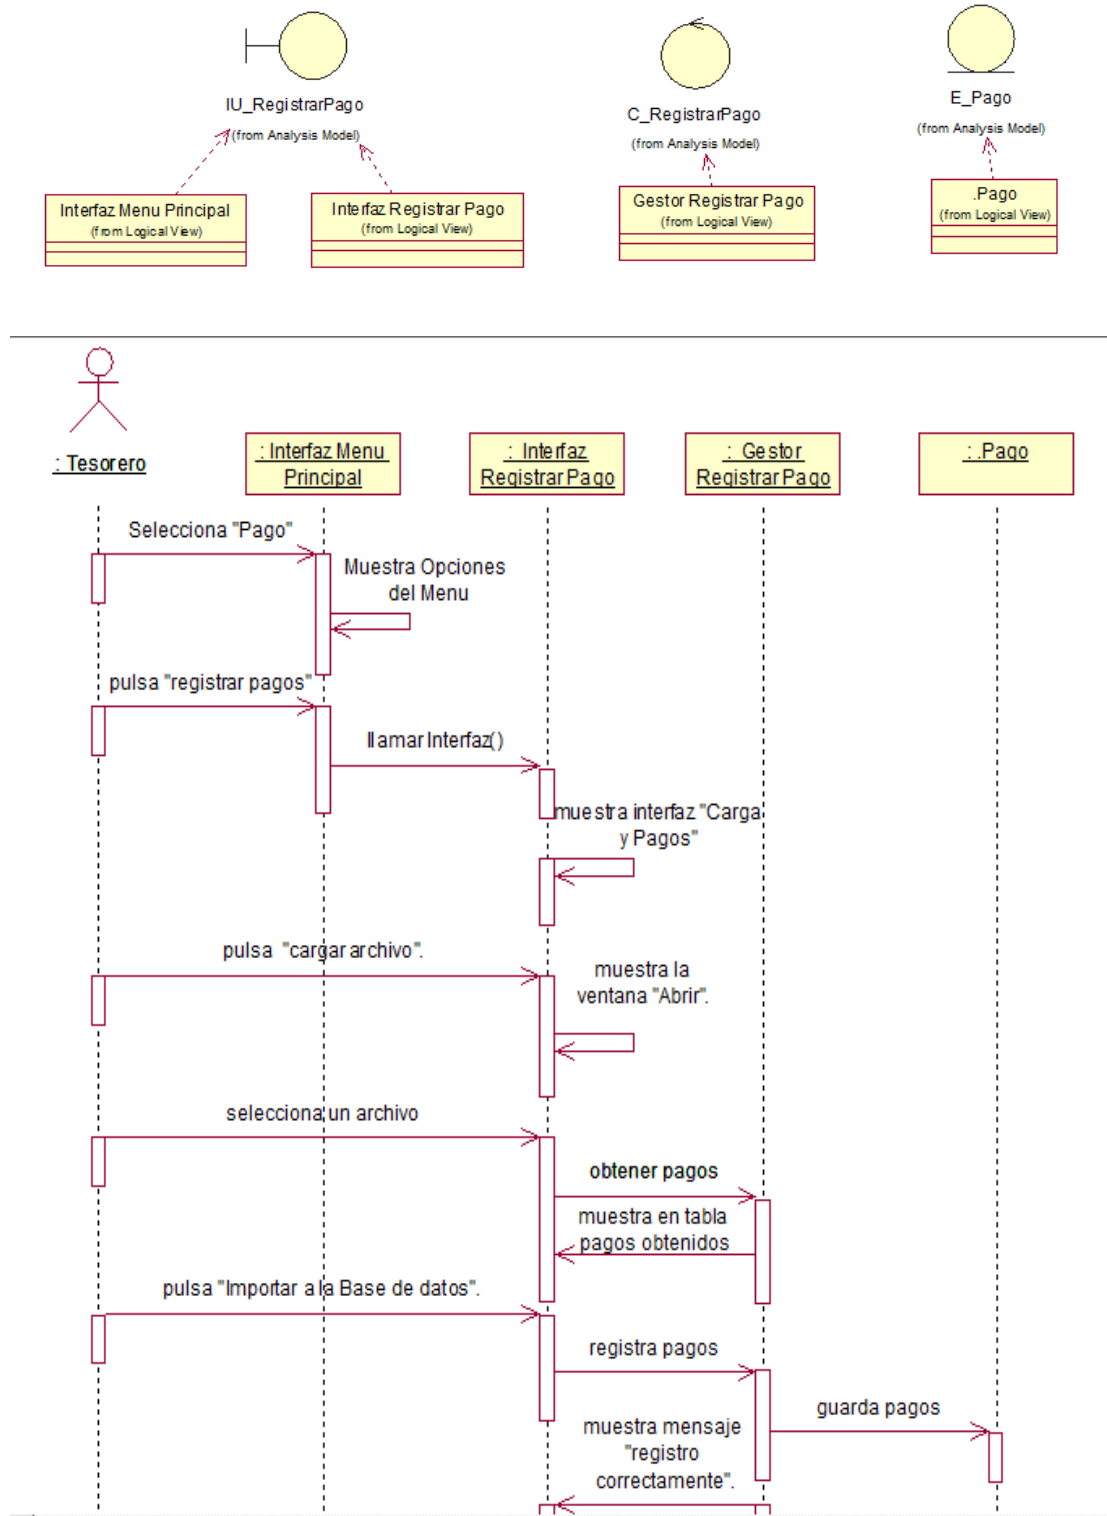 IU_RegistrarPago
(from Analysis Model)
C_RegistrarPago
(from Analysis Model)
E_Pago
(from Analysis Model)
Interfaz Menu Principal
(from Logical View)
Interfaz Registrar Pago
(from Logical View)
Gestor Registrar Pago
(from Logical View)
.Pago
(from Logical View)
: Tesorero
: Interfaz Menu
Principal
: Interfaz
Registrar Pago
: Gestor
Registrar Pago
: .Pago
Selecciona "Pago"
Muestra Opciones
del Menu
pulsa "registrar pagos"
llamar Interfaz()
muestra interfaz "Carga
y Pagos"
pulsa "cargar archivo".
muestra la
ventana "Abrir".
selecciona un archivo
obtener pagos
muestra en tabla
pagos obtenidos
pulsa "Importar a la Base de datos".
registra pagos
guarda pagos
muestra mensaje
"registro
correctamente".